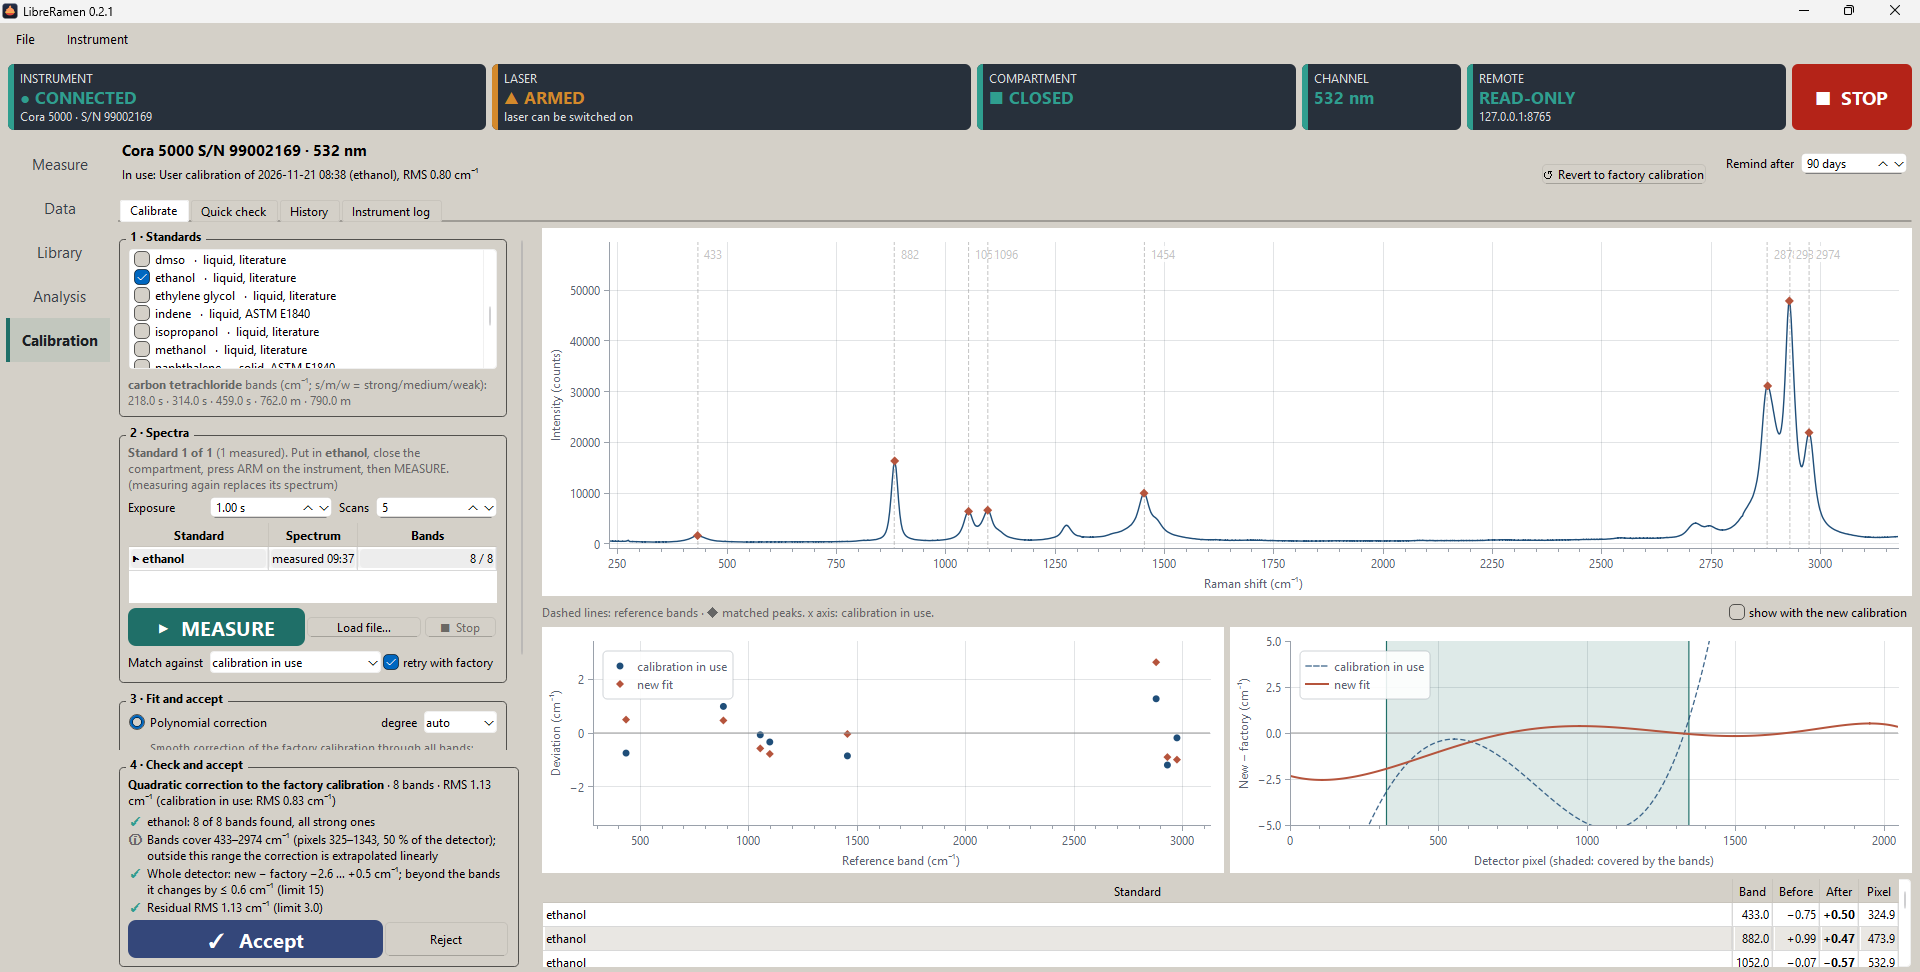 LibreRamen 0.2.1
File Instrument
INSTRUMENT
● CONNECTED
Cora 5000 · S/N 99002169
LASER
▲ ARMED
laser can be switched on
COMPARTMENT
■ CLOSED
CHANNEL
532 nm
REMOTE
READ-ONLY
127.0.0.1:8765
■ STOP
Measure
Data
Library
Analysis
Calibration
Cora 5000 S/N 99002169 · 532 nm
In use: User calibration of 2026-11-21 08:38 (ethanol), RMS 0.80 cm⁻¹
↺ Revert to factory calibration
Remind after 90 days
Calibrate Quick check History Instrument log
1 · Standards
dmso · liquid, literature
ethanol · liquid, literature
ethylene glycol · liquid, literature
indene · liquid, ASTM E1840
isopropanol · liquid, literature
methanol · liquid, literature
naphthalene solid, ASTM E1840
carbon tetrachloride bands (cm⁻¹; s/m/w = strong/medium/weak):
218.0 s · 314.0 s · 459.0 s · 762.0 m · 790.0 m
2 · Spectra
Standard 1 of 1 (1 measured). Put in ethanol, close the
compartment, press ARM on the instrument, then MEASURE.
(measuring again replaces its spectrum)
Exposure 1.00 s Scans 5
Standard Spectrum Bands
ethanol measured 09:37 8 / 8
► MEASURE Load file... ■ Stop
Match against calibration in use retry with factory
3 · Fit and accept
Polynomial correction degree auto
Smooth correction of the factory calibration through all bands;
4 · Check and accept
Quadratic correction to the factory calibration · 8 bands · RMS 1.13
cm⁻¹ (calibration in use: RMS 0.83 cm⁻¹)
✓ ethanol: 8 of 8 bands found, all strong ones
ⓘ Bands cover 433–2974 cm⁻¹ (pixels 325–1343, 50 % of the detector);
outside this range the correction is extrapolated linearly
✓ Whole detector: new − factory −2.6 … +0.5 cm⁻¹; beyond the bands
it changes by ≤ 0.6 cm⁻¹ (limit 15)
✓ Residual RMS 1.13 cm⁻¹ (limit 3.0)
✓ Accept
Reject
433 882 1096 1454 2974
Intensity (counts)
50000
40000
30000
20000
10000
0
250 500 750 1000 1250 1500 1750 2000 2250 2500 2750 3000
Raman shift (cm⁻¹)
Dashed lines: reference bands · ◆ matched peaks. x axis: calibration in use.
show with the new calibration
calibration in use
new fit
Deviation (cm⁻¹)
2
0
−2
500 1000 1500 2000 2500 3000
Reference band (cm⁻¹)
calibration in use
new fit
New − factory (cm⁻¹)
5.0
2.5
0.0
−2.5
−5.0
0 500 1000 1500 2000
Detector pixel (shaded: covered by the bands)
Standard Band Before After Pixel
ethanol 433.0 −0.75 +0.50 324.9
ethanol 882.0 +0.99 +0.47 473.9
ethanol 1052.0 −0.07 −0.57 532.9